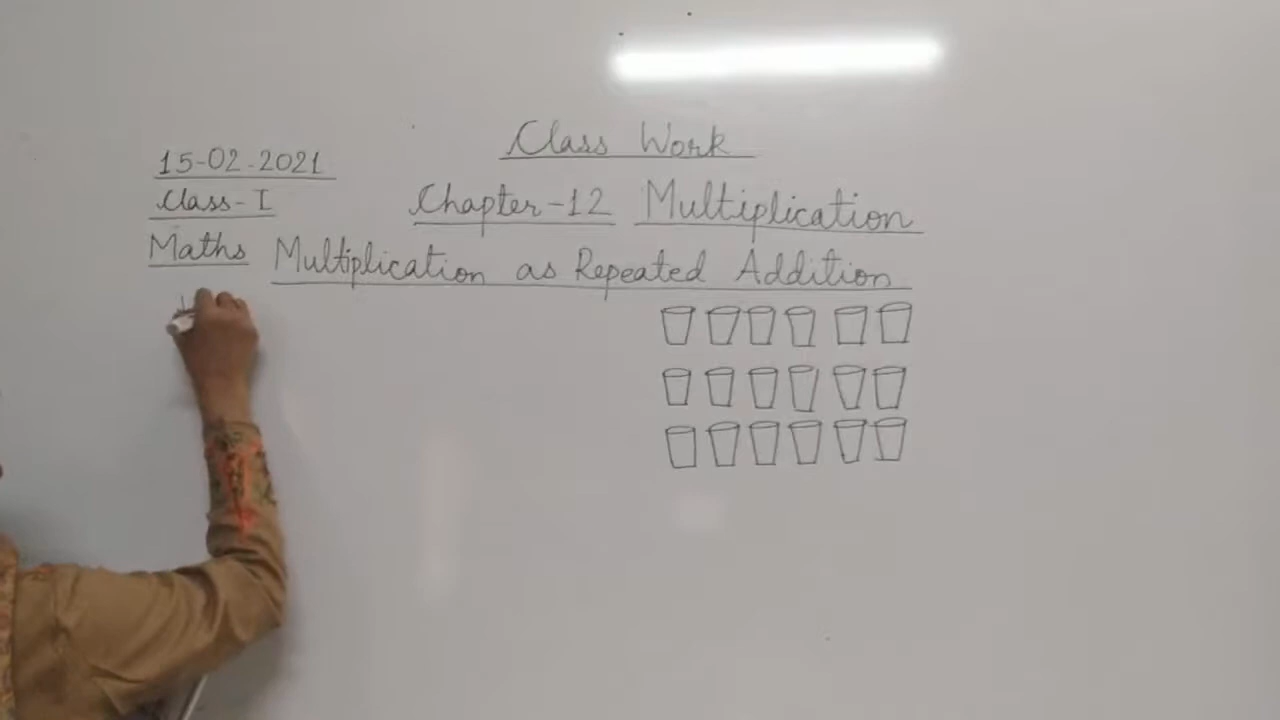 Class Work
15-02-2021
Class-I
Chapter-12 Multiplication
Maths
Multiplication as Repeated Addition